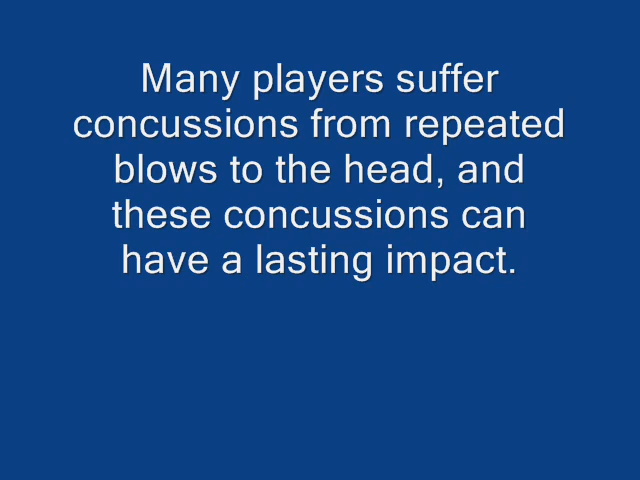 Many players suffer
concussions from repeated
blows to the head, and
these concussions can
have a lasting impact.